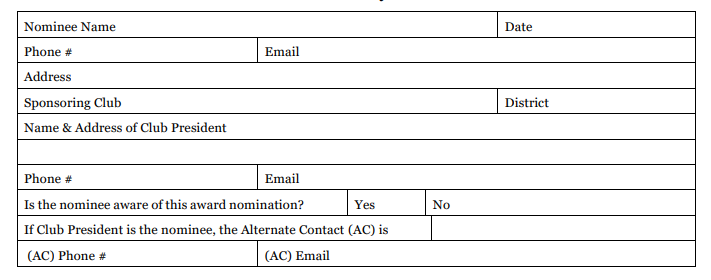 Nominee Name Date
Phone # Email
Address
Sponsoring Club District
Name & Address of Club President
Phone # Email
Is the nominee aware of this award nomination? Yes No
If Club President is the nominee, the Alternate Contact (AC) is
(AC) Phone # (AC) Email